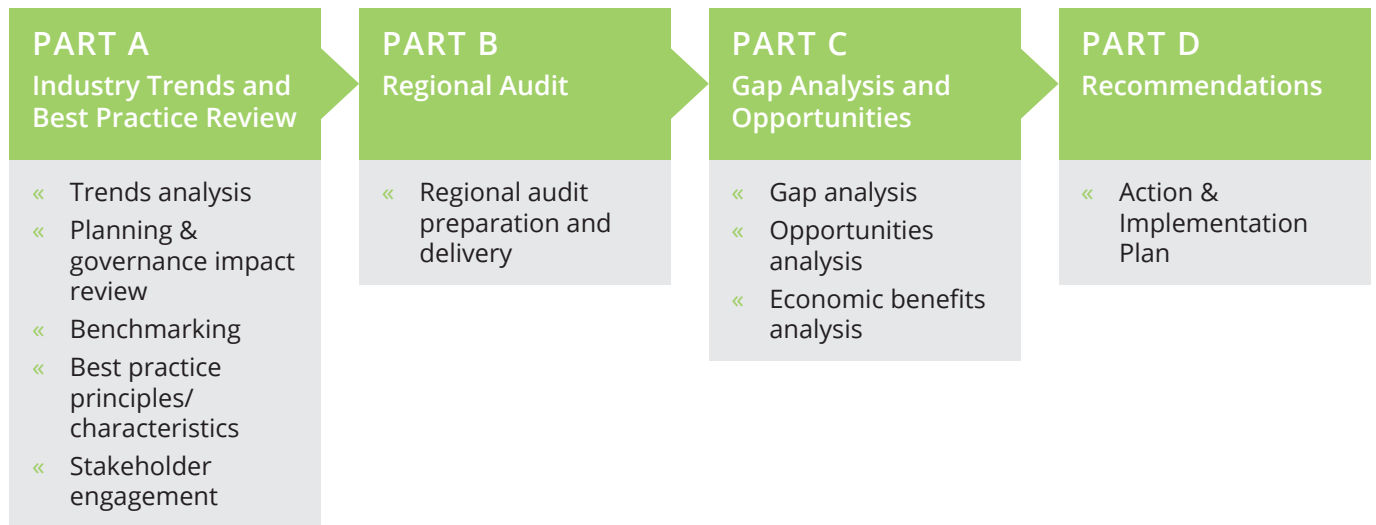 PART A
Industry Trends and
Best Practice Review
« Trends analysis
« Planning &
governance impact
review
« Benchmarking
« Best practice
principles/
characteristics
« Stakeholder
engagement
PART B
Regional Audit
« Regional audit
preparation and
delivery
PART C
Gap Analysis and
Opportunities
« Gap analysis
« Opportunities
analysis
« Economic benefits
analysis
PART D
Recommendations
« Action &
Implementation
Plan